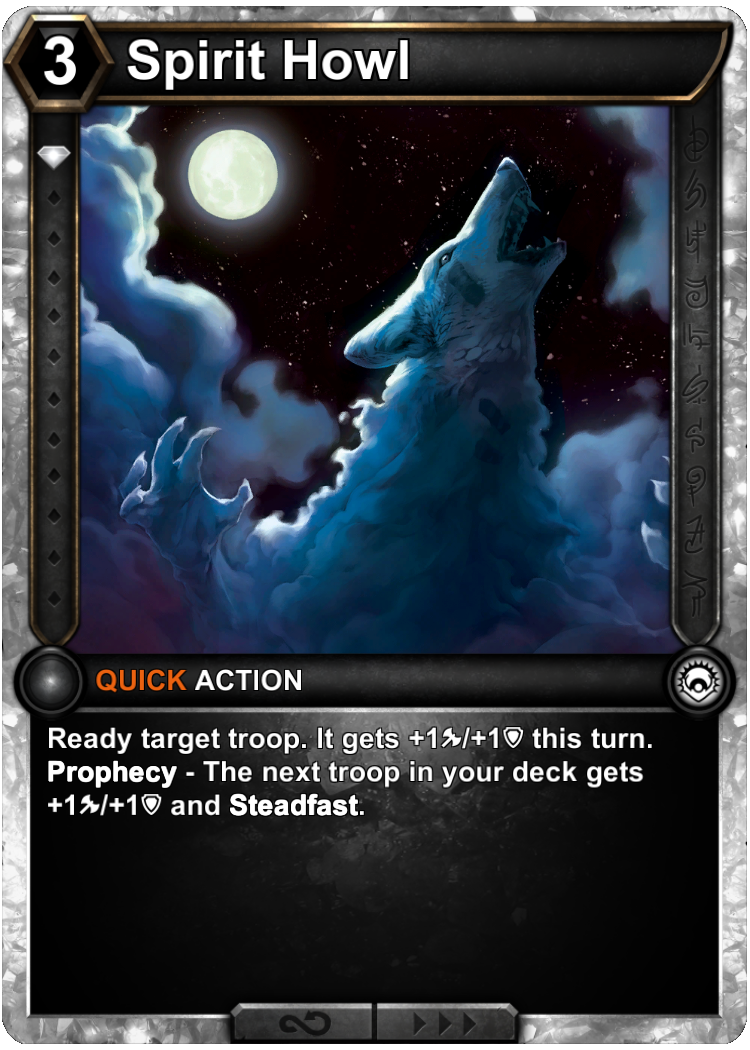 3 Spirit Howl
QUICK ACTION
Ready target troop. It gets +1/+1 this turn.
Prophecy - The next troop in your deck gets
+1/+1 and Steadfast.